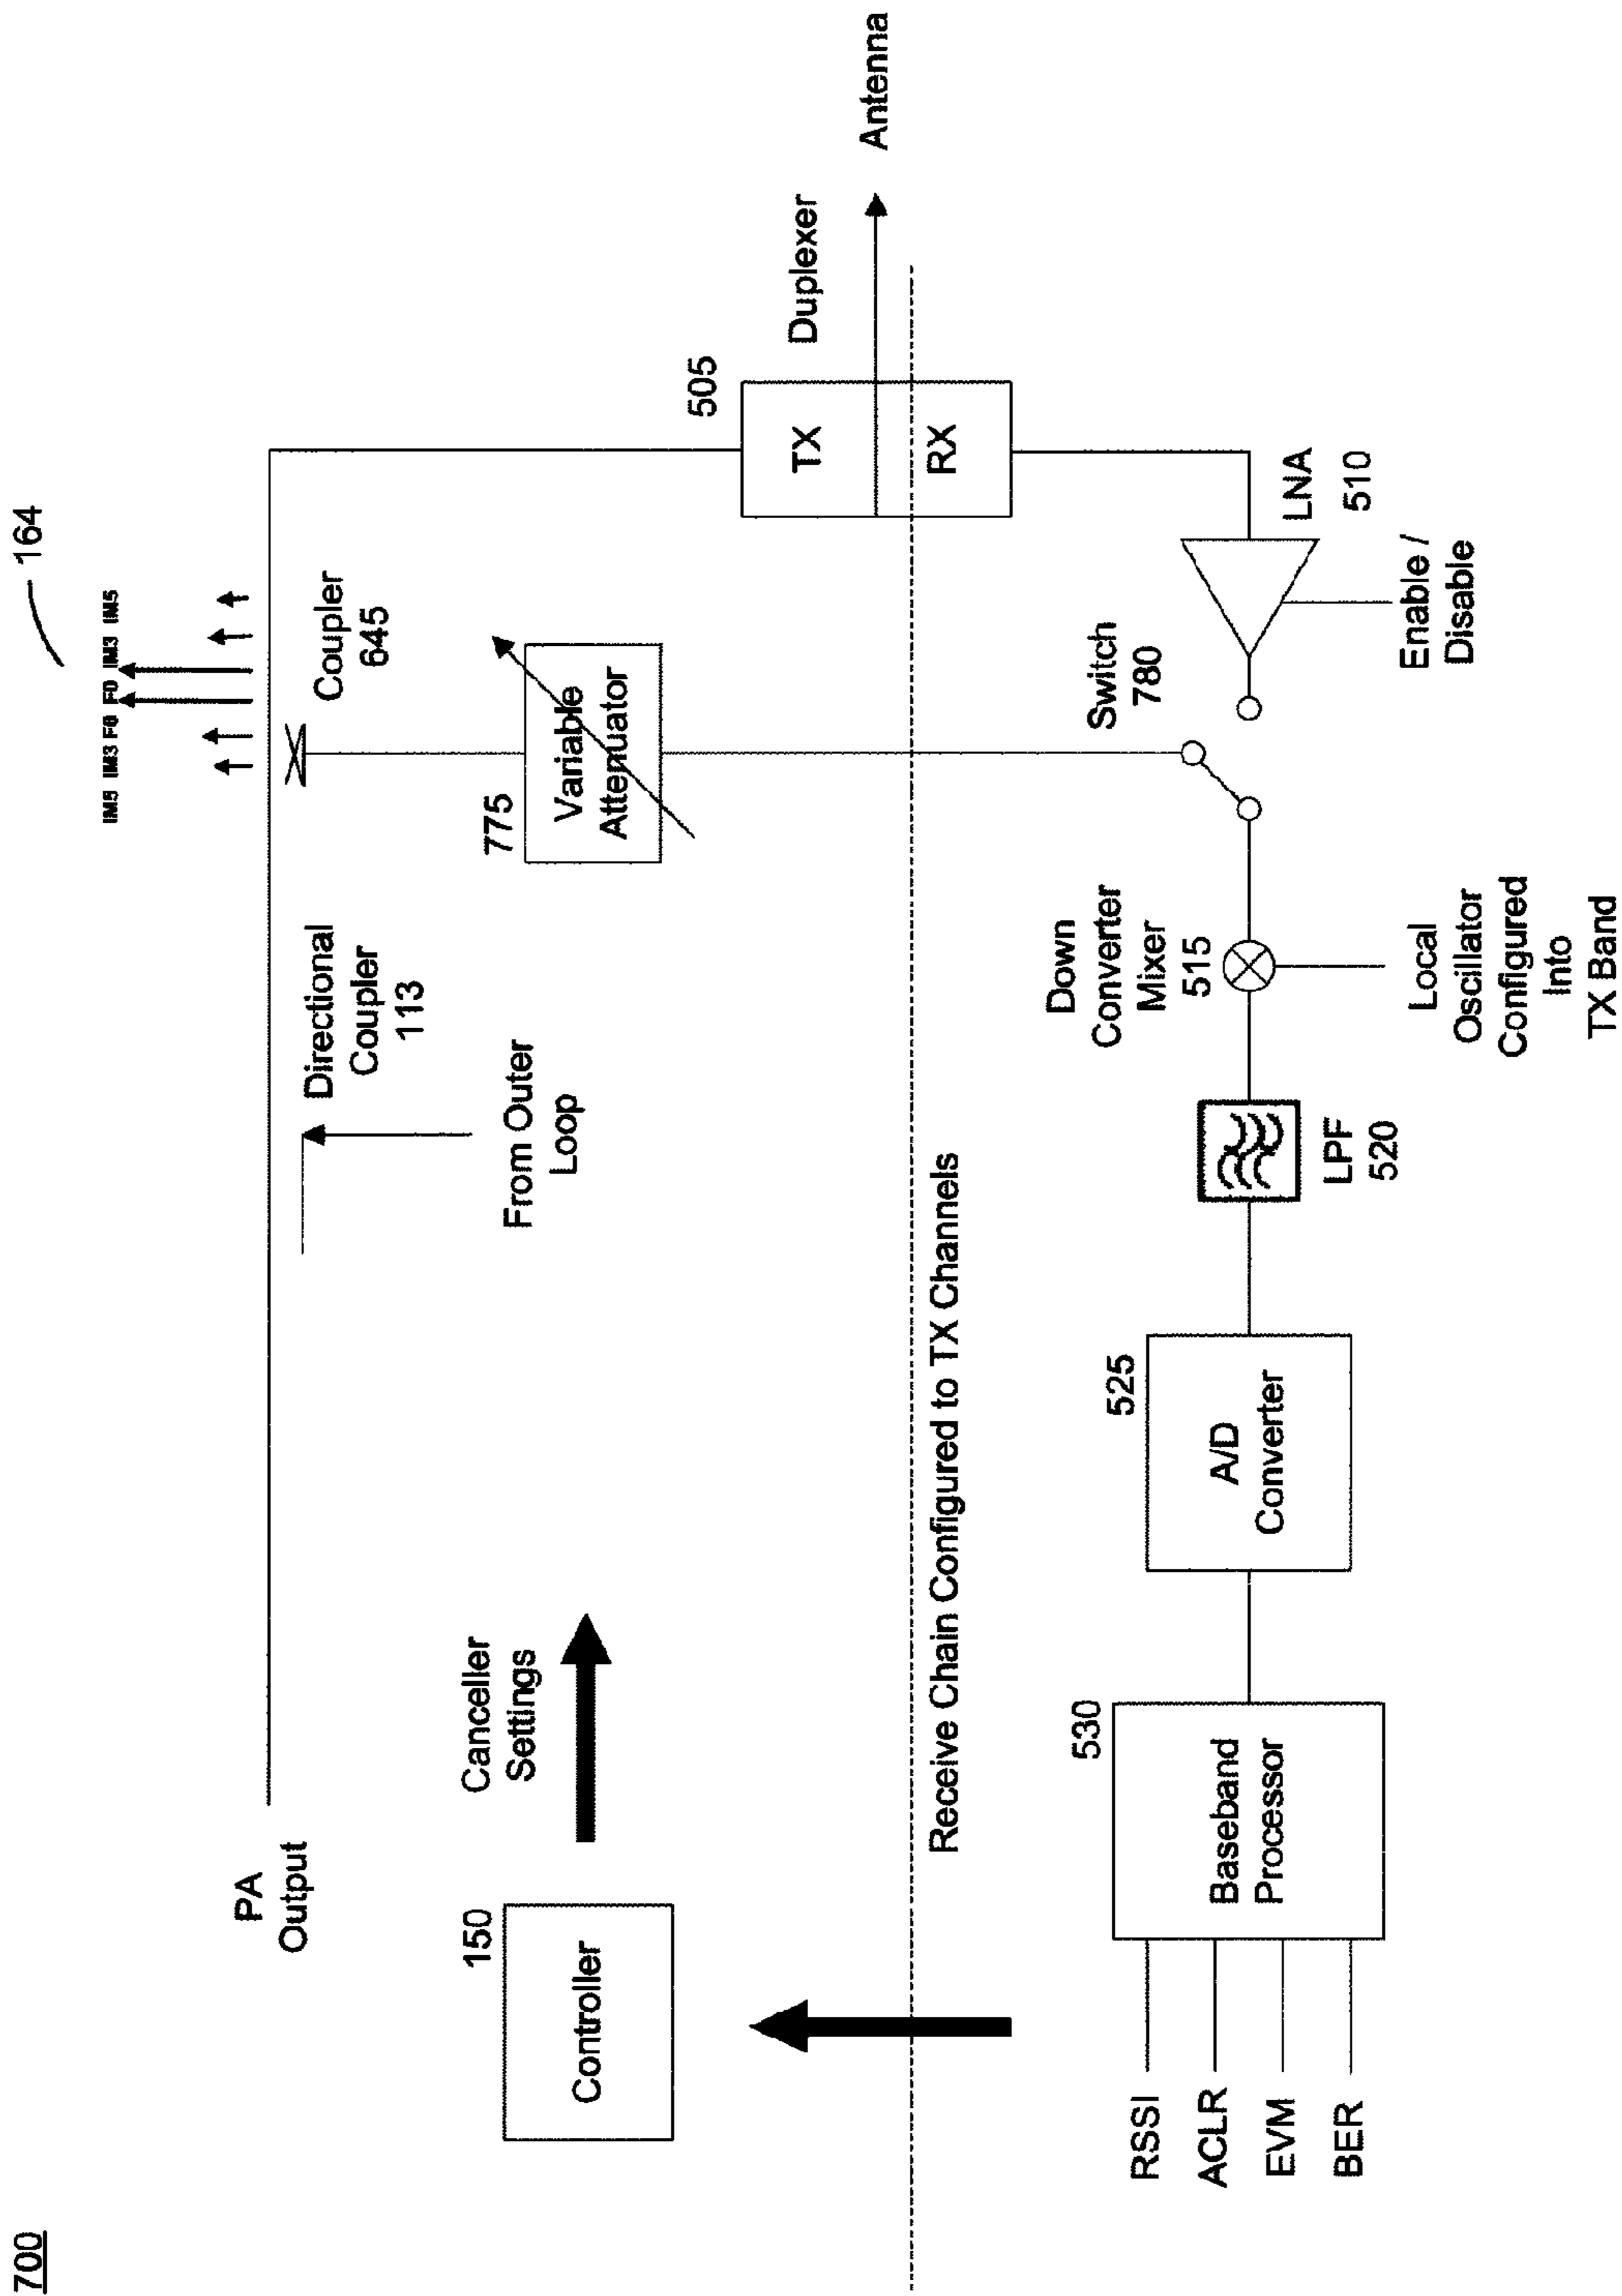 700
164
IM5 IM3 F0 F0 IM3 IM5
PA
Output
Directional
Coupler
113
From Outer
Loop
Coupler
645
775
Variable
Attenuator
505
TX
RX
Duplexer
Antenna
150
Controller
Canceller
Settings
Receive Chain Configured to TX Channels
RSSI
ACLR
EVM
BER
530
Baseband
Processor
525
A/D
Converter
LPF
520
Down
Converter
Mixer
515
Local
Oscillator
Configured
Into
TX Band
Switch
780
LNA
510
Enable /
Disable